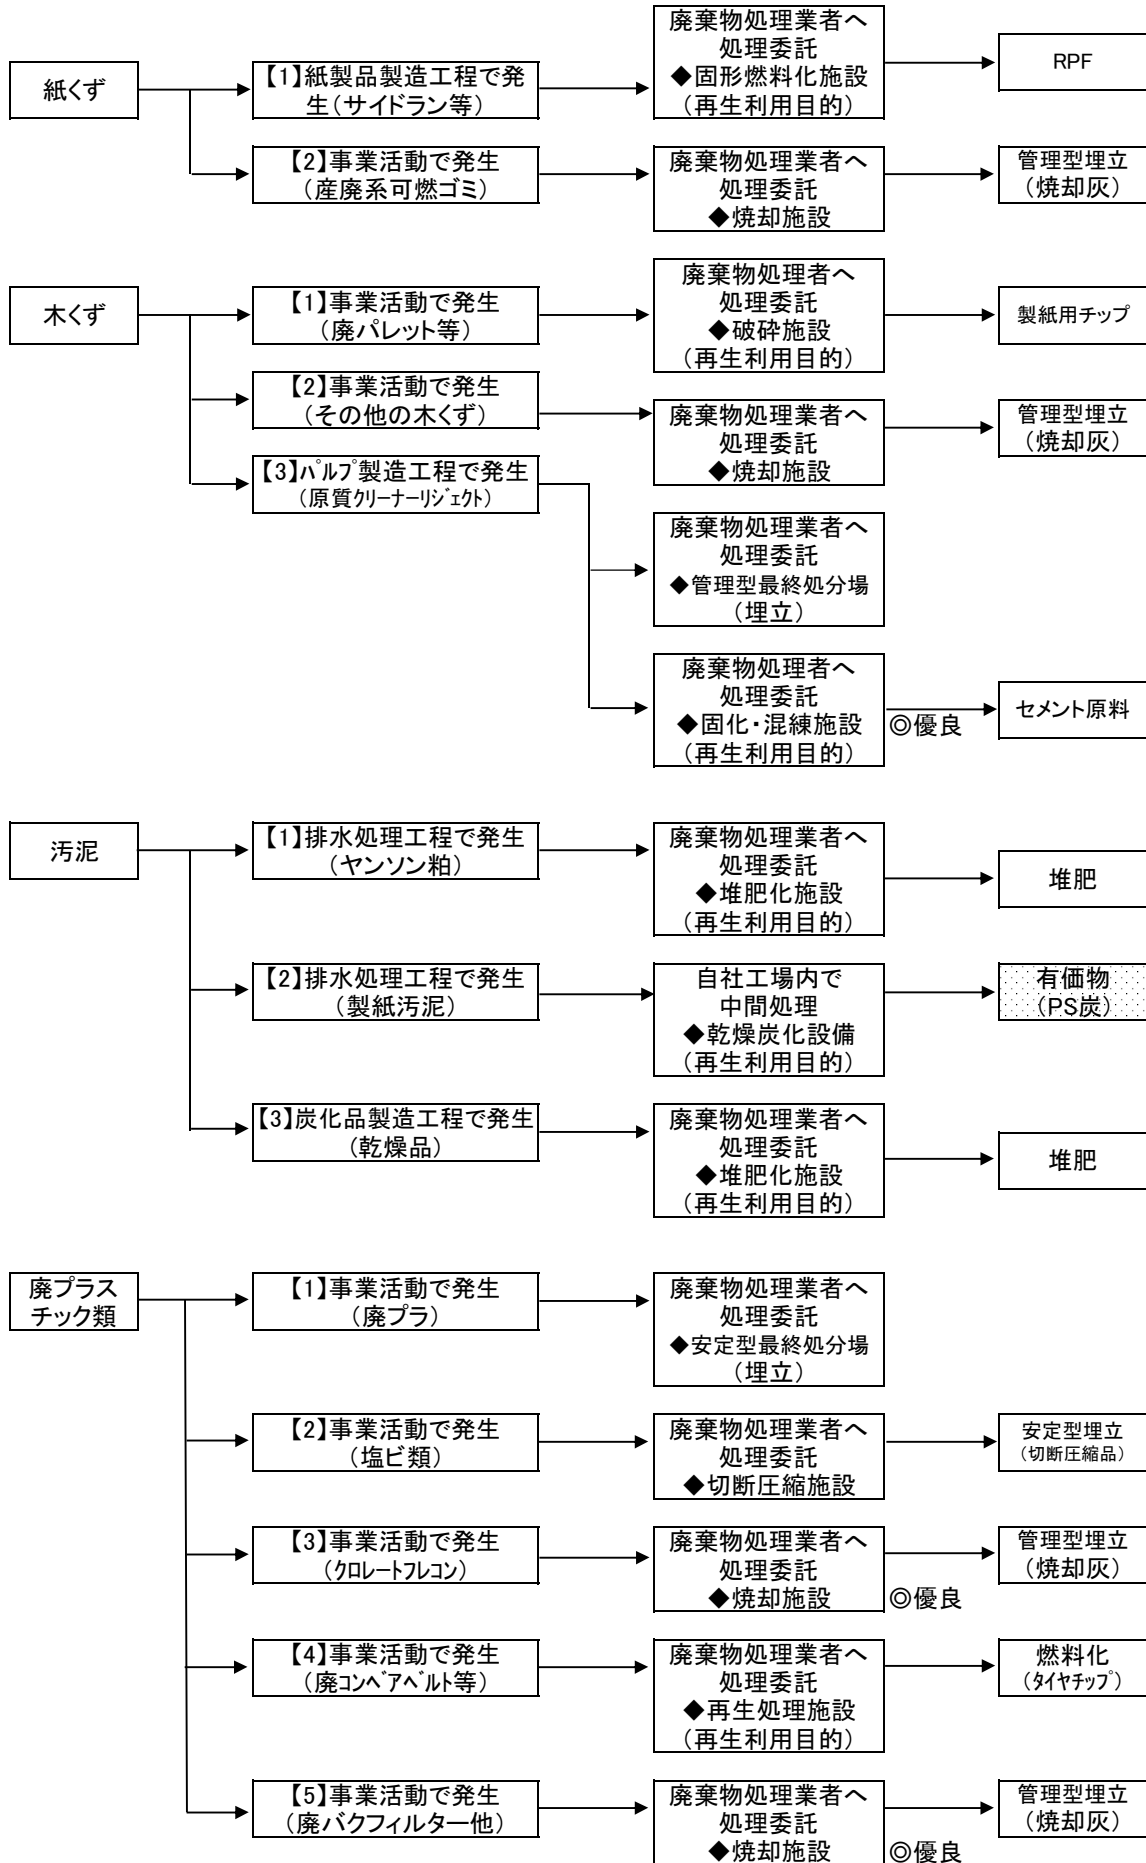 紙くず
【1】紙製品製造工程で発
生（サイドラン等）
廃棄物処理業者へ
処理委託
◆固形燃料化施設
（再生利用目的）
RPF
【2】事業活動で発生
（産廃系可燃ゴミ）
廃棄物処理業者へ
処理委託
◆焼却施設
管理型埋立
（焼却灰）
木くず
【1】事業活動で発生
（廃パレット等）
廃棄物処理者へ
処理委託
◆破砕施設
（再生利用目的）
製紙用チップ
【2】事業活動で発生
（その他の木くず）
廃棄物処理業者へ
処理委託
◆焼却施設
管理型埋立
（焼却灰）
【3】ﾊﾟﾙﾌﾟ製造工程で発生
（原質ｸﾘｰﾅｰﾘｼﾞｪｸﾄ）
廃棄物処理業者へ
処理委託
◆管理型最終処分場
（埋立）
廃棄物処理者へ
処理委託
◆固化・混練施設
（再生利用目的）
◎優良
セメント原料
汚泥
【1】排水処理工程で発生
（ヤンソン粕）
廃棄物処理業者へ
処理委託
◆堆肥化施設
（再生利用目的）
堆肥
【2】排水処理工程で発生
（製紙汚泥）
自社工場内で
中間処理
◆乾燥炭化設備
（再生利用目的）
有価物
（PS炭）
【3】炭化品製造工程で発生
（乾燥品）
廃棄物処理業者へ
処理委託
◆堆肥化施設
（再生利用目的）
堆肥
廃プラス
チック類
【1】事業活動で発生
（廃プラ）
廃棄物処理業者へ
処理委託
◆安定型最終処分場
（埋立）
【2】事業活動で発生
（塩ビ類）
廃棄物処理業者へ
処理委託
◆切断圧縮施設
安定型埋立
（切断圧縮品）
【3】事業活動で発生
（ｸﾛﾚｰﾄﾌﾚｺﾝ）
廃棄物処理業者へ
処理委託
◆焼却施設
◎優良
管理型埋立
（焼却灰）
【4】事業活動で発生
（廃ｺﾝﾍﾞｱﾍﾞﾙﾄ等）
廃棄物処理業者へ
処理委託
◆再生処理施設
（再生利用目的）
燃料化
（ﾀｲﾔﾁｯﾌﾟ）
【5】事業活動で発生
（廃バクフィルター他）
廃棄物処理業者へ
処理委託
◆焼却施設
◎優良
管理型埋立
（焼却灰）